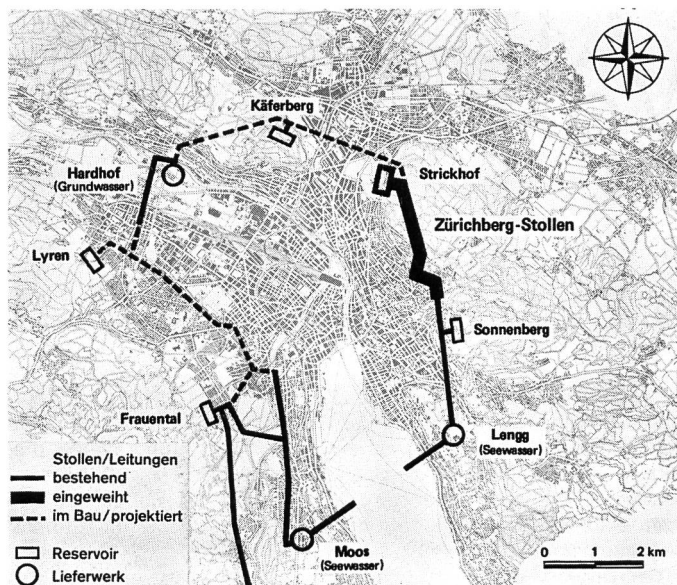 Käferberg
Hardhof
(Grundwasser)
Strickhof
Zürichberg-Stollen
Lyren
Sonnenberg
Frauental
Lengg
(Seewasser)
Stollen/Leitungen
bestehend
eingeweiht
im Bau/projektiert
Reservoir
Lieferwerk
Moos
(Seewasser)
0 1 2 km